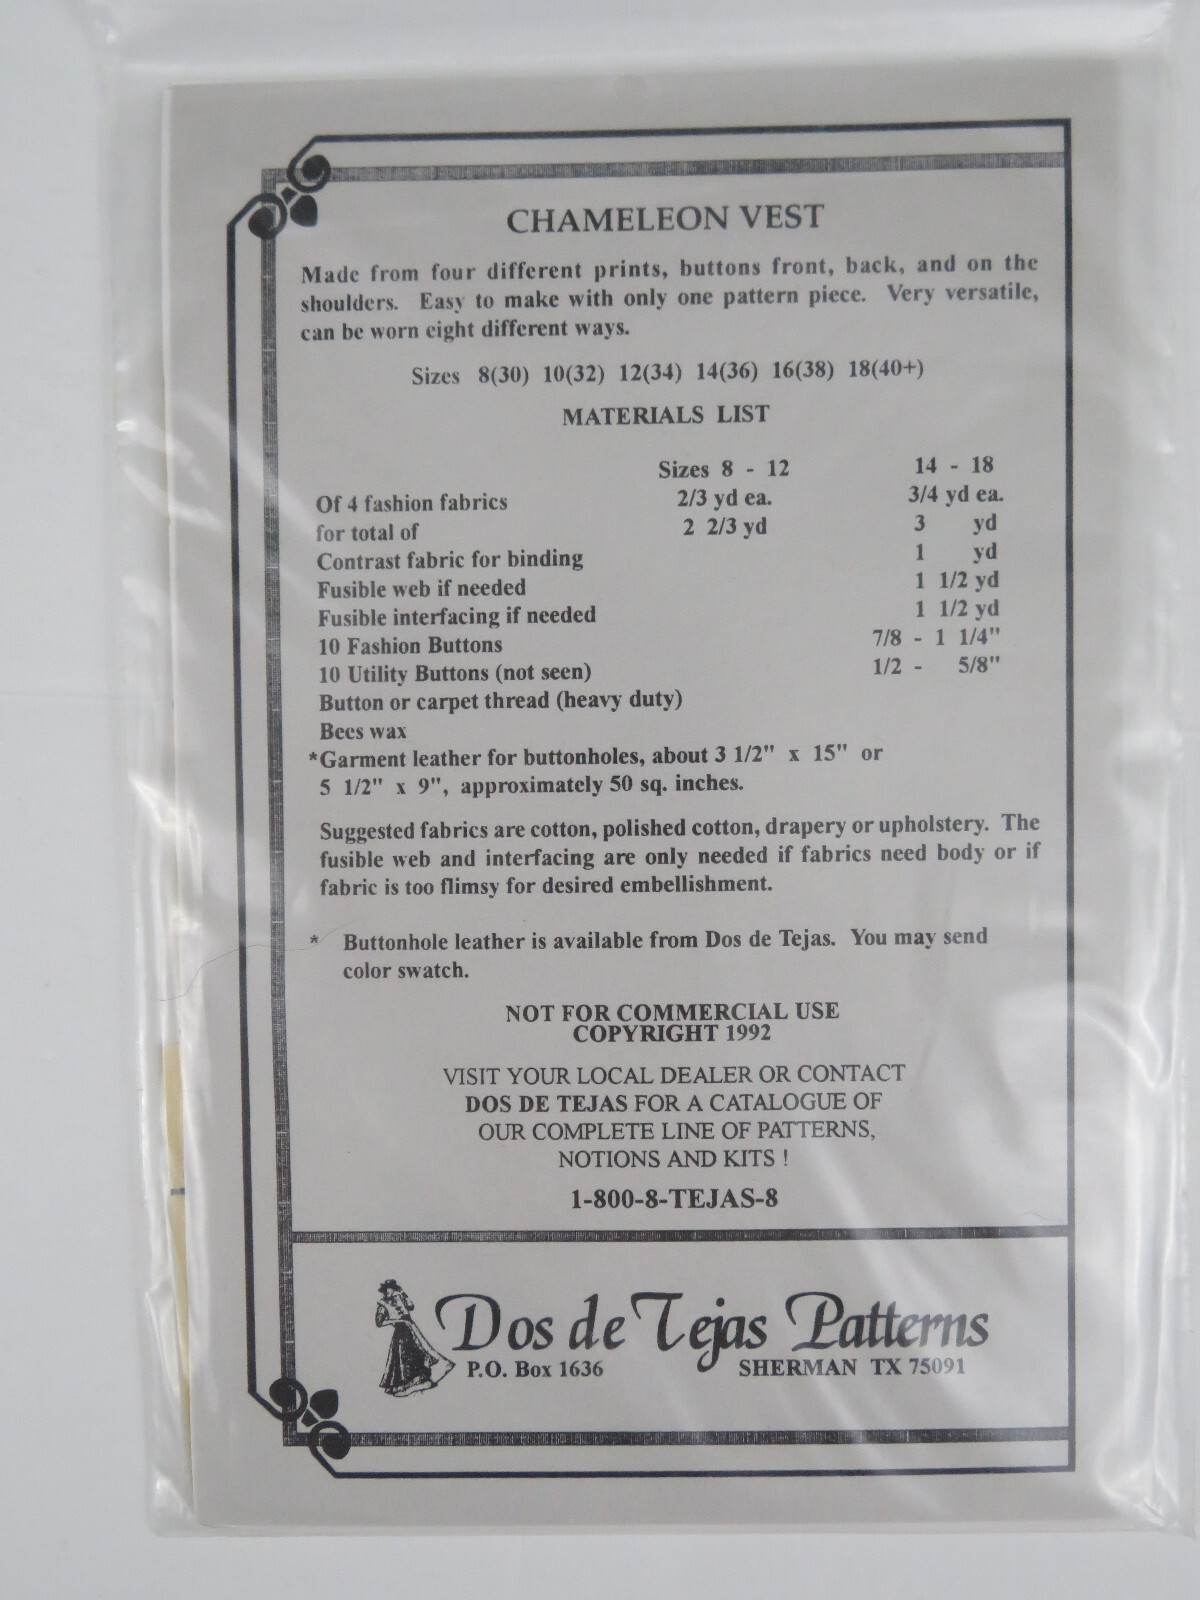 CHAMELEON VEST
Made from four different prints, buttons front, back, and on the
shoulders. Easy to make with only one pattern piece. Very versatile,
can be worn eight different ways.
Sizes 8(30) 10(32) 12(34) 14(36) 16(38) 18(40+)
MATERIALS LIST
Sizes 8 - 12 14 - 18
Of 4 fashion fabrics 2/3 yd ea. 3/4 yd ea.
for total of 2 2/3 yd 3 yd
Contrast fabric for binding 1 yd
Fusible web if needed 1 1/2 yd
Fusible interfacing if needed 1 1/2 yd
10 Fashion Buttons 7/8 - 1 1/4"
10 Utility Buttons (not seen) 1/2 - 5/8"
Button or carpet thread (heavy duty)
Bees wax
*Garment leather for buttonholes, about 3 1/2" x 15" or
5 1/2" x 9", approximately 50 sq. inches.
Suggested fabrics are cotton, polished cotton, drapery or upholstery. The
fusible web and interfacing are only needed if fabrics need body or if
fabric is too flimsy for desired embellishment.
* Buttonhole leather is available from Dos de Tejas. You may send
color swatch.
NOT FOR COMMERCIAL USE
COPYRIGHT 1992
VISIT YOUR LOCAL DEALER OR CONTACT
DOS DE TEJAS FOR A CATALOGUE OF
OUR COMPLETE LINE OF PATTERNS,
NOTIONS AND KITS !
1-800-8-TEJAS-8
Dos de Tejas Patterns
P.O. Box 1636 SHERMAN TX 75091